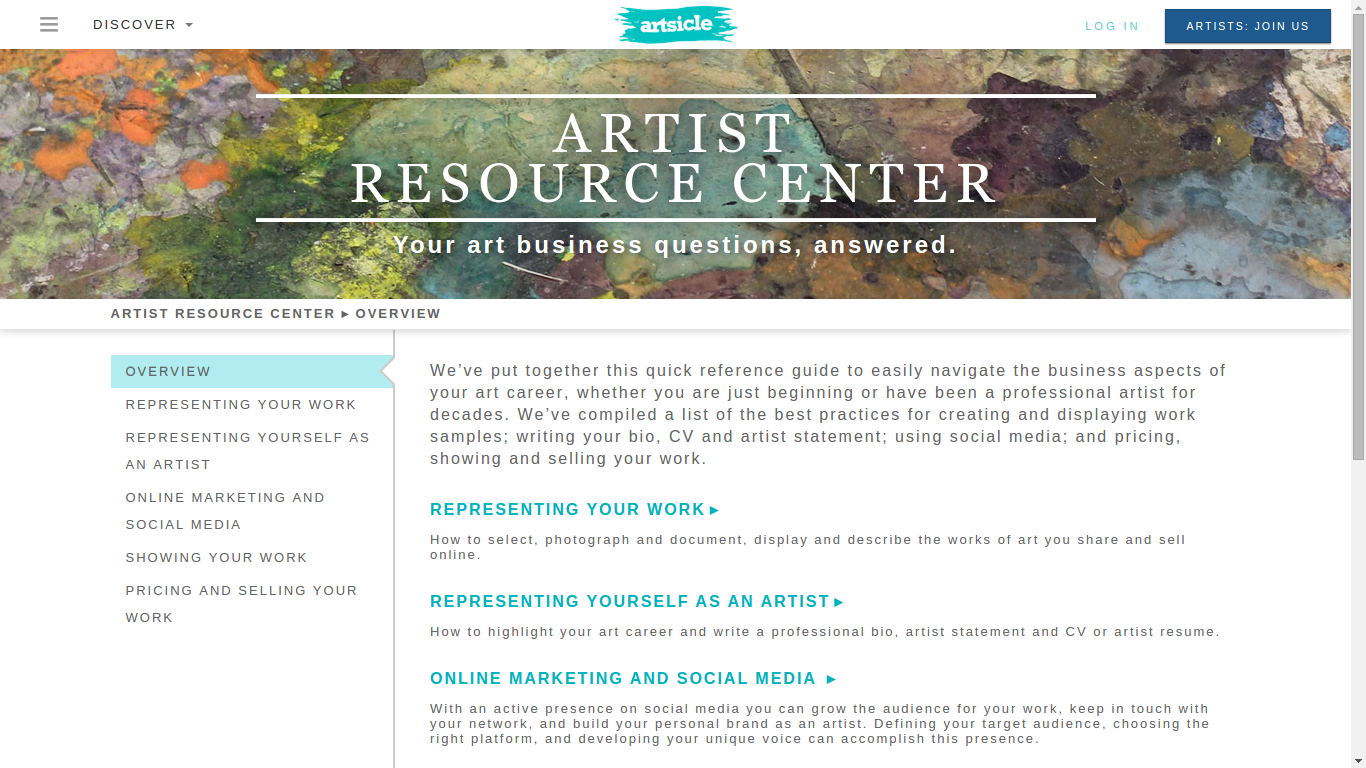 DISCOVER
artsicle
LOG IN
ARTISTS: JOIN US
ARTIST
RESOURCE CENTER
Your art business questions, answered.
ARTIST RESOURCE CENTER ▸ OVERVIEW
OVERVIEW
REPRESENTING YOUR WORK
REPRESENTING YOURSELF AS
AN ARTIST
ONLINE MARKETING AND
SOCIAL MEDIA
SHOWING YOUR WORK
PRICING AND SELLING YOUR
WORK
We’ve put together this quick reference guide to easily navigate the business aspects of
your art career, whether you are just beginning or have been a professional artist for
decades. We’ve compiled a list of the best practices for creating and displaying work
samples; writing your bio, CV and artist statement; using social media; and pricing,
showing and selling your work.
REPRESENTING YOUR WORK ▸
How to select, photograph and document, display and describe the works of art you share and sell
online.
REPRESENTING YOURSELF AS AN ARTIST ▸
How to highlight your art career and write a professional bio, artist statement and CV or artist resume.
ONLINE MARKETING AND SOCIAL MEDIA ▸
With an active presence on social media you can grow the audience for your work, keep in touch with
your network, and build your personal brand as an artist. Defining your target audience, choosing the
right platform, and developing your unique voice can accomplish this presence.